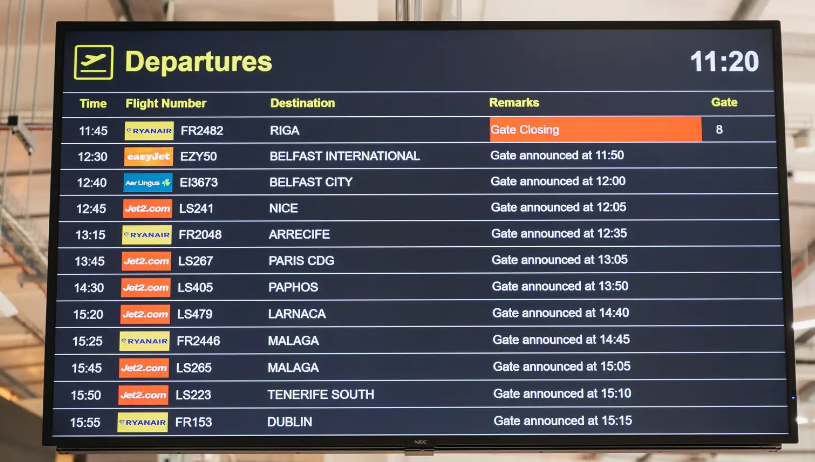 Departures 11:20
Time Flight Number Destination Remarks Gate
11:45 RYANAIR FR2482 RIGA Gate Closing 8
12:30 easyJet EZY50 BELFAST INTERNATIONAL Gate announced at 11:50
12:40 Aer Lingus EI3673 BELFAST CITY Gate announced at 12:00
12:45 Jet2.com LS241 NICE Gate announced at 12:05
13:15 RYANAIR FR2048 ARRECIFE Gate announced at 12:35
13:45 Jet2.com LS267 PARIS CDG Gate announced at 13:05
14:30 Jet2.com LS405 PAPHOS Gate announced at 13:50
15:20 Jet2.com LS479 LARNACA Gate announced at 14:40
15:25 RYANAIR FR2446 MALAGA Gate announced at 14:45
15:45 Jet2.com LS265 MALAGA Gate announced at 15:05
15:50 Jet2.com LS223 TENERIFE SOUTH Gate announced at 15:10
15:55 RYANAIR FR153 DUBLIN Gate announced at 15:15
NEC